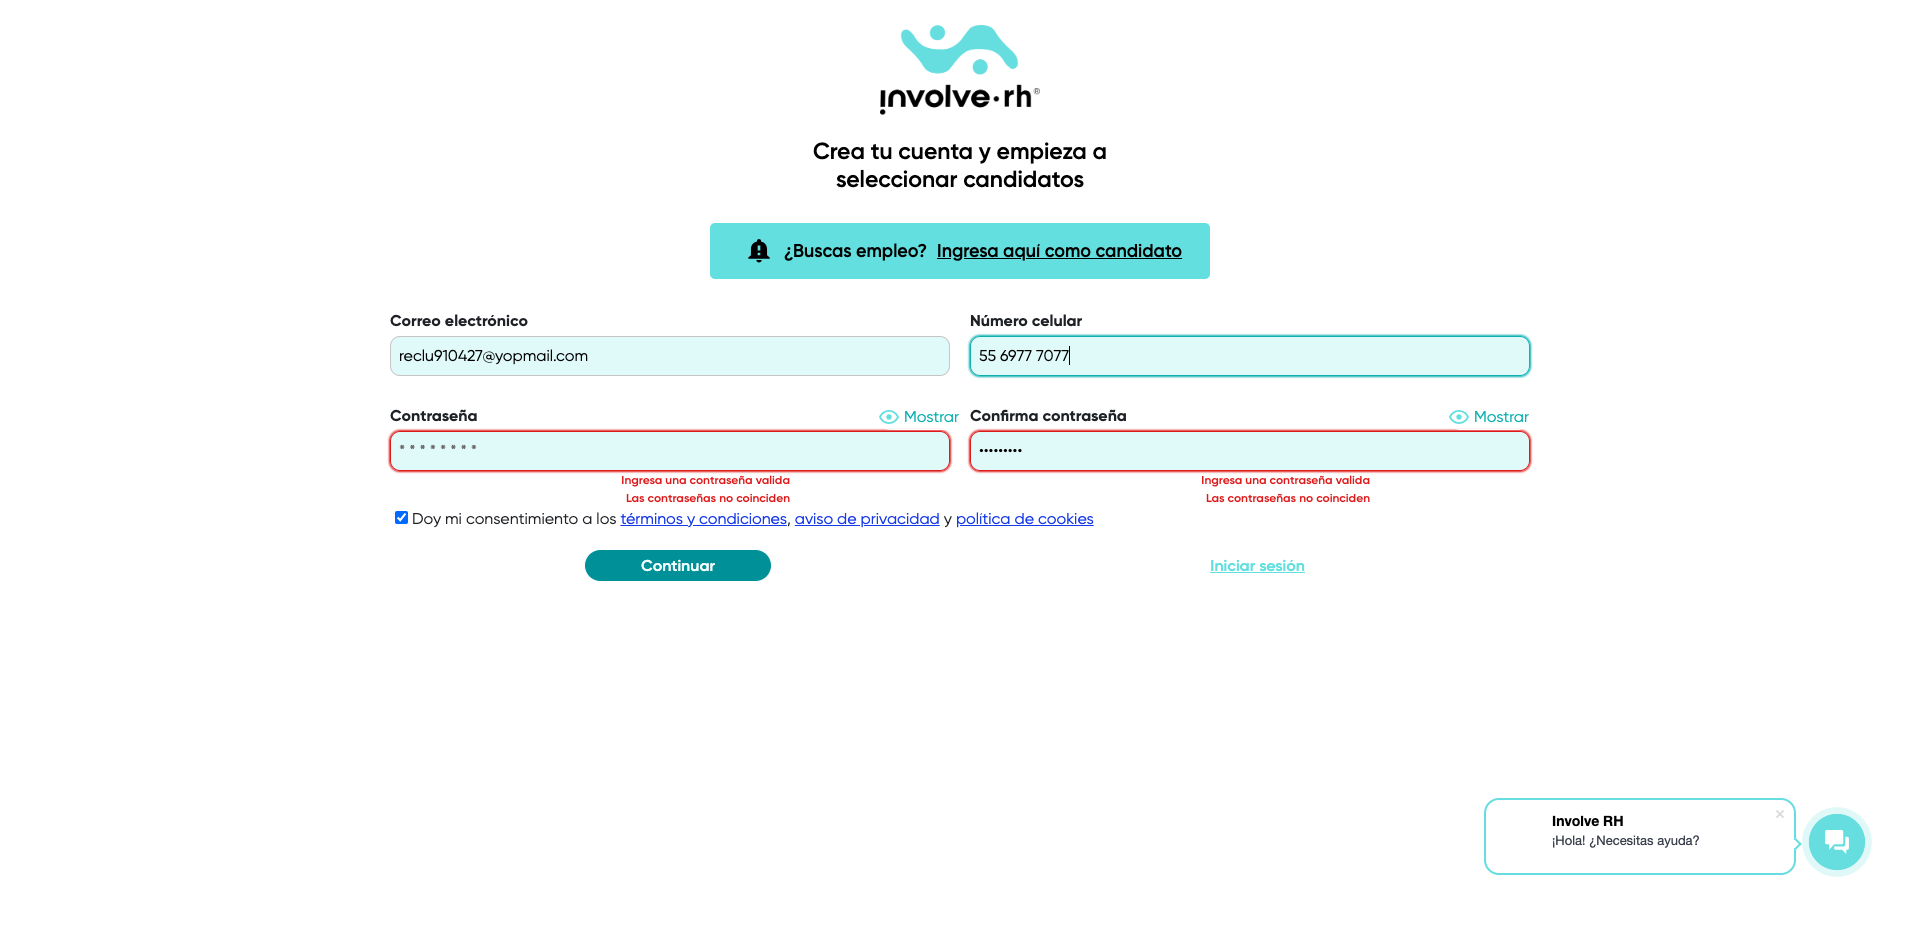 involve·rh®
Crea tu cuenta y empieza a
seleccionar candidatos
¿Buscas empleo? Ingresa aquí como candidato
Correo electrónico
Número celular
reclu910427@yopmail.com
55 6977 7077
Contraseña
Mostrar
Confirma contraseña
Mostrar
* * * * * * * *
•••••••••
Ingresa una contraseña valida
Las contraseñas no coinciden
Ingresa una contraseña valida
Las contraseñas no coinciden
Doy mi consentimiento a los términos y condiciones, aviso de privacidad y política de cookies
Continuar
Iniciar sesión
Involve RH
¡Hola! ¿Necesitas ayuda?